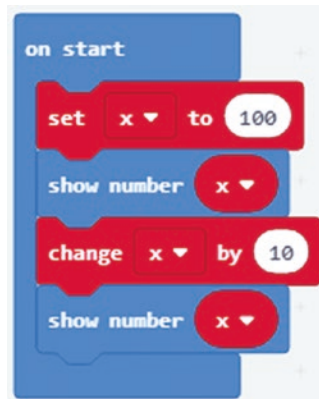 on start
set x to 100
show number x
change x by 10
show number x